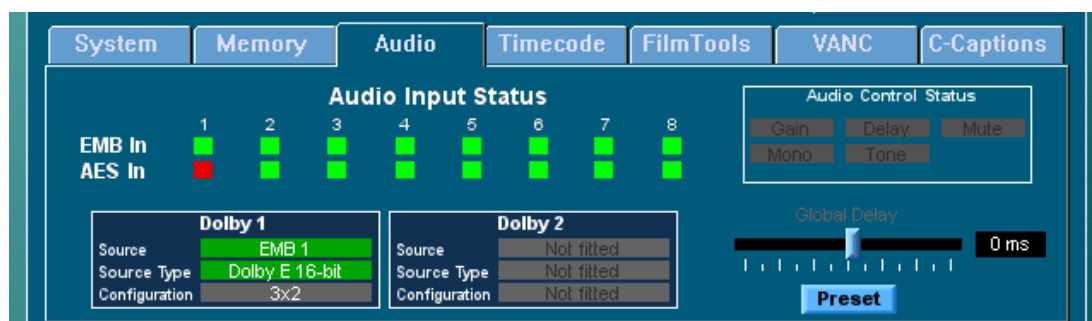 System Memory Audio Timecode FilmTools VANC C-Captions
Audio Input Status
1 2 3 4 5 6 7 8
EMB In
AES In
Audio Control Status
Gain Delay Mute
Mono Tone
Dolby 1
Source EMB 1
Source Type Dolby E 16-bit
Configuration 3x2
Dolby 2
Source Not fitted
Source Type Not fitted
Configuration Not fitted
Global Delay
0 ms
Preset